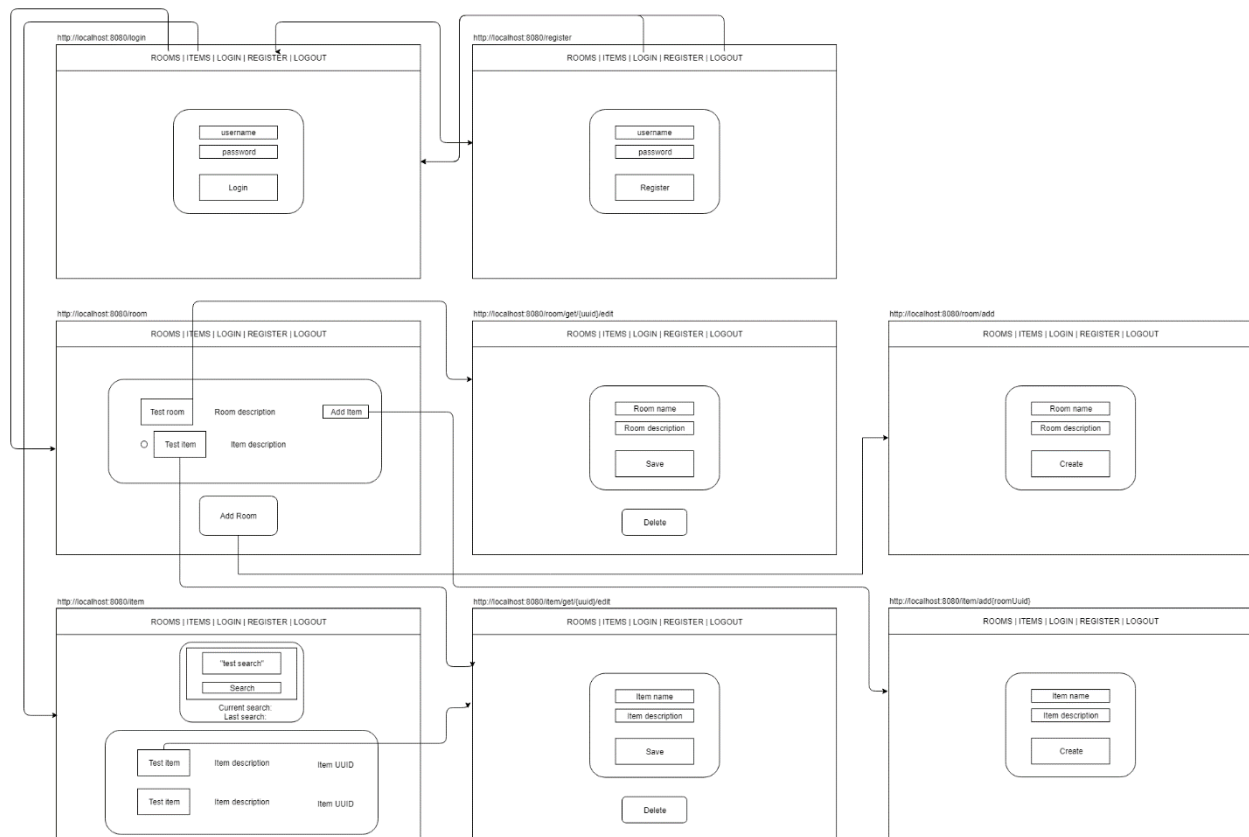 http://localhost:8080/login
ROOMS | ITEMS | LOGIN | REGISTER | LOGOUT
username
password
Login
http://localhost:8080/register
ROOMS | ITEMS | LOGIN | REGISTER | LOGOUT
username
password
Register
http://localhost:8080/room
ROOMS | ITEMS | LOGIN | REGISTER | LOGOUT
Test room Room description Add Item
Test item Item description
Add Room
http://localhost:8080/room/get/{uuid}/edit
ROOMS | ITEMS | LOGIN | REGISTER | LOGOUT
Room name
Room description
Save
Delete
http://localhost:8080/room/add
ROOMS | ITEMS | LOGIN | REGISTER | LOGOUT
Room name
Room description
Create
http://localhost:8080/item
ROOMS | ITEMS | LOGIN | REGISTER | LOGOUT
"test search"
Search
Current search:
Last search:
Test item Item description Item UUID
Test item Item description Item UUID
http://localhost:8080/item/get/{uuid}/edit
ROOMS | ITEMS | LOGIN | REGISTER | LOGOUT
Item name
Item description
Save
Delete
http://localhost:8080/item/add{roomUuid}
ROOMS | ITEMS | LOGIN | REGISTER | LOGOUT
Item name
Item description
Create